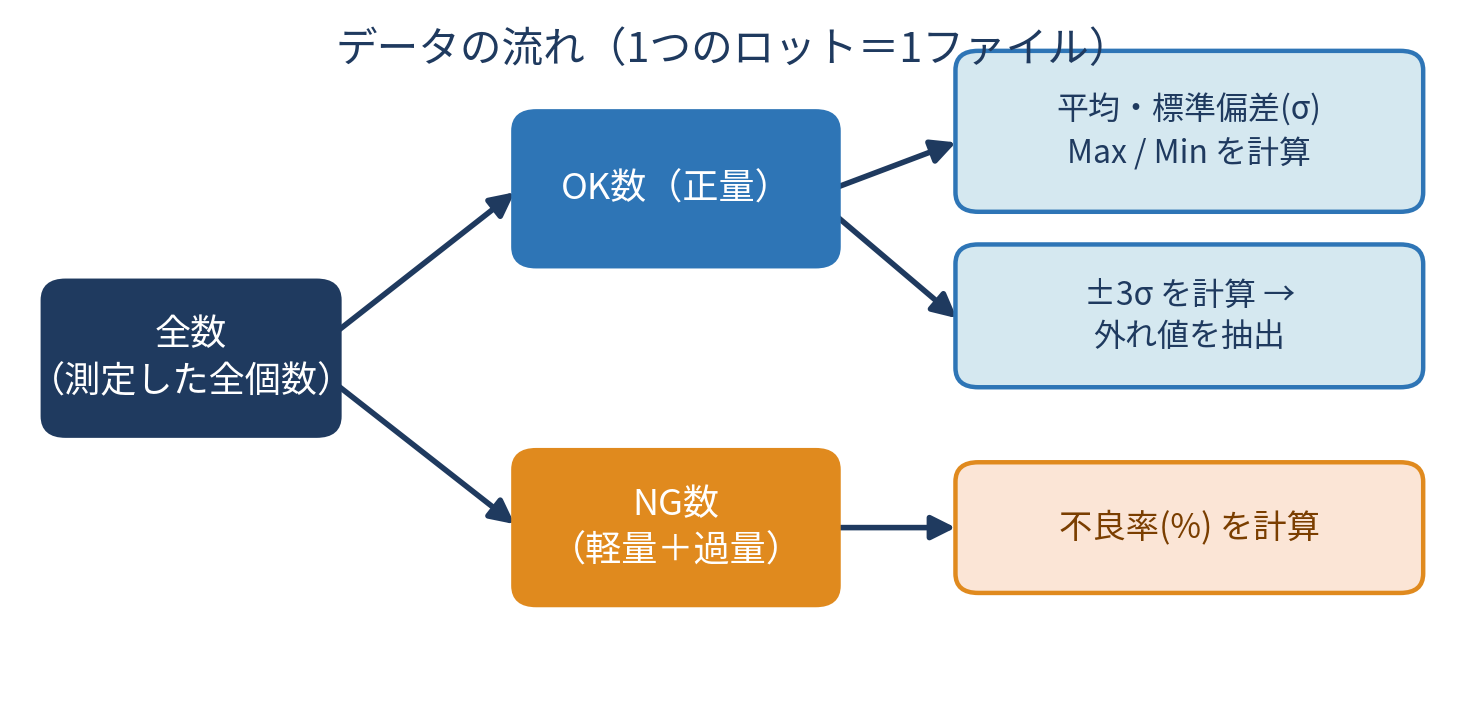 データの流れ（1つのロット＝1ファイル）
平均・標準偏差(σ)
Max / Min を計算
OK数（正量）
±3σ を計算 →
外れ値を抽出
全数
（測定した全個数）
NG数
（軽量＋過量）
不良率(%) を計算